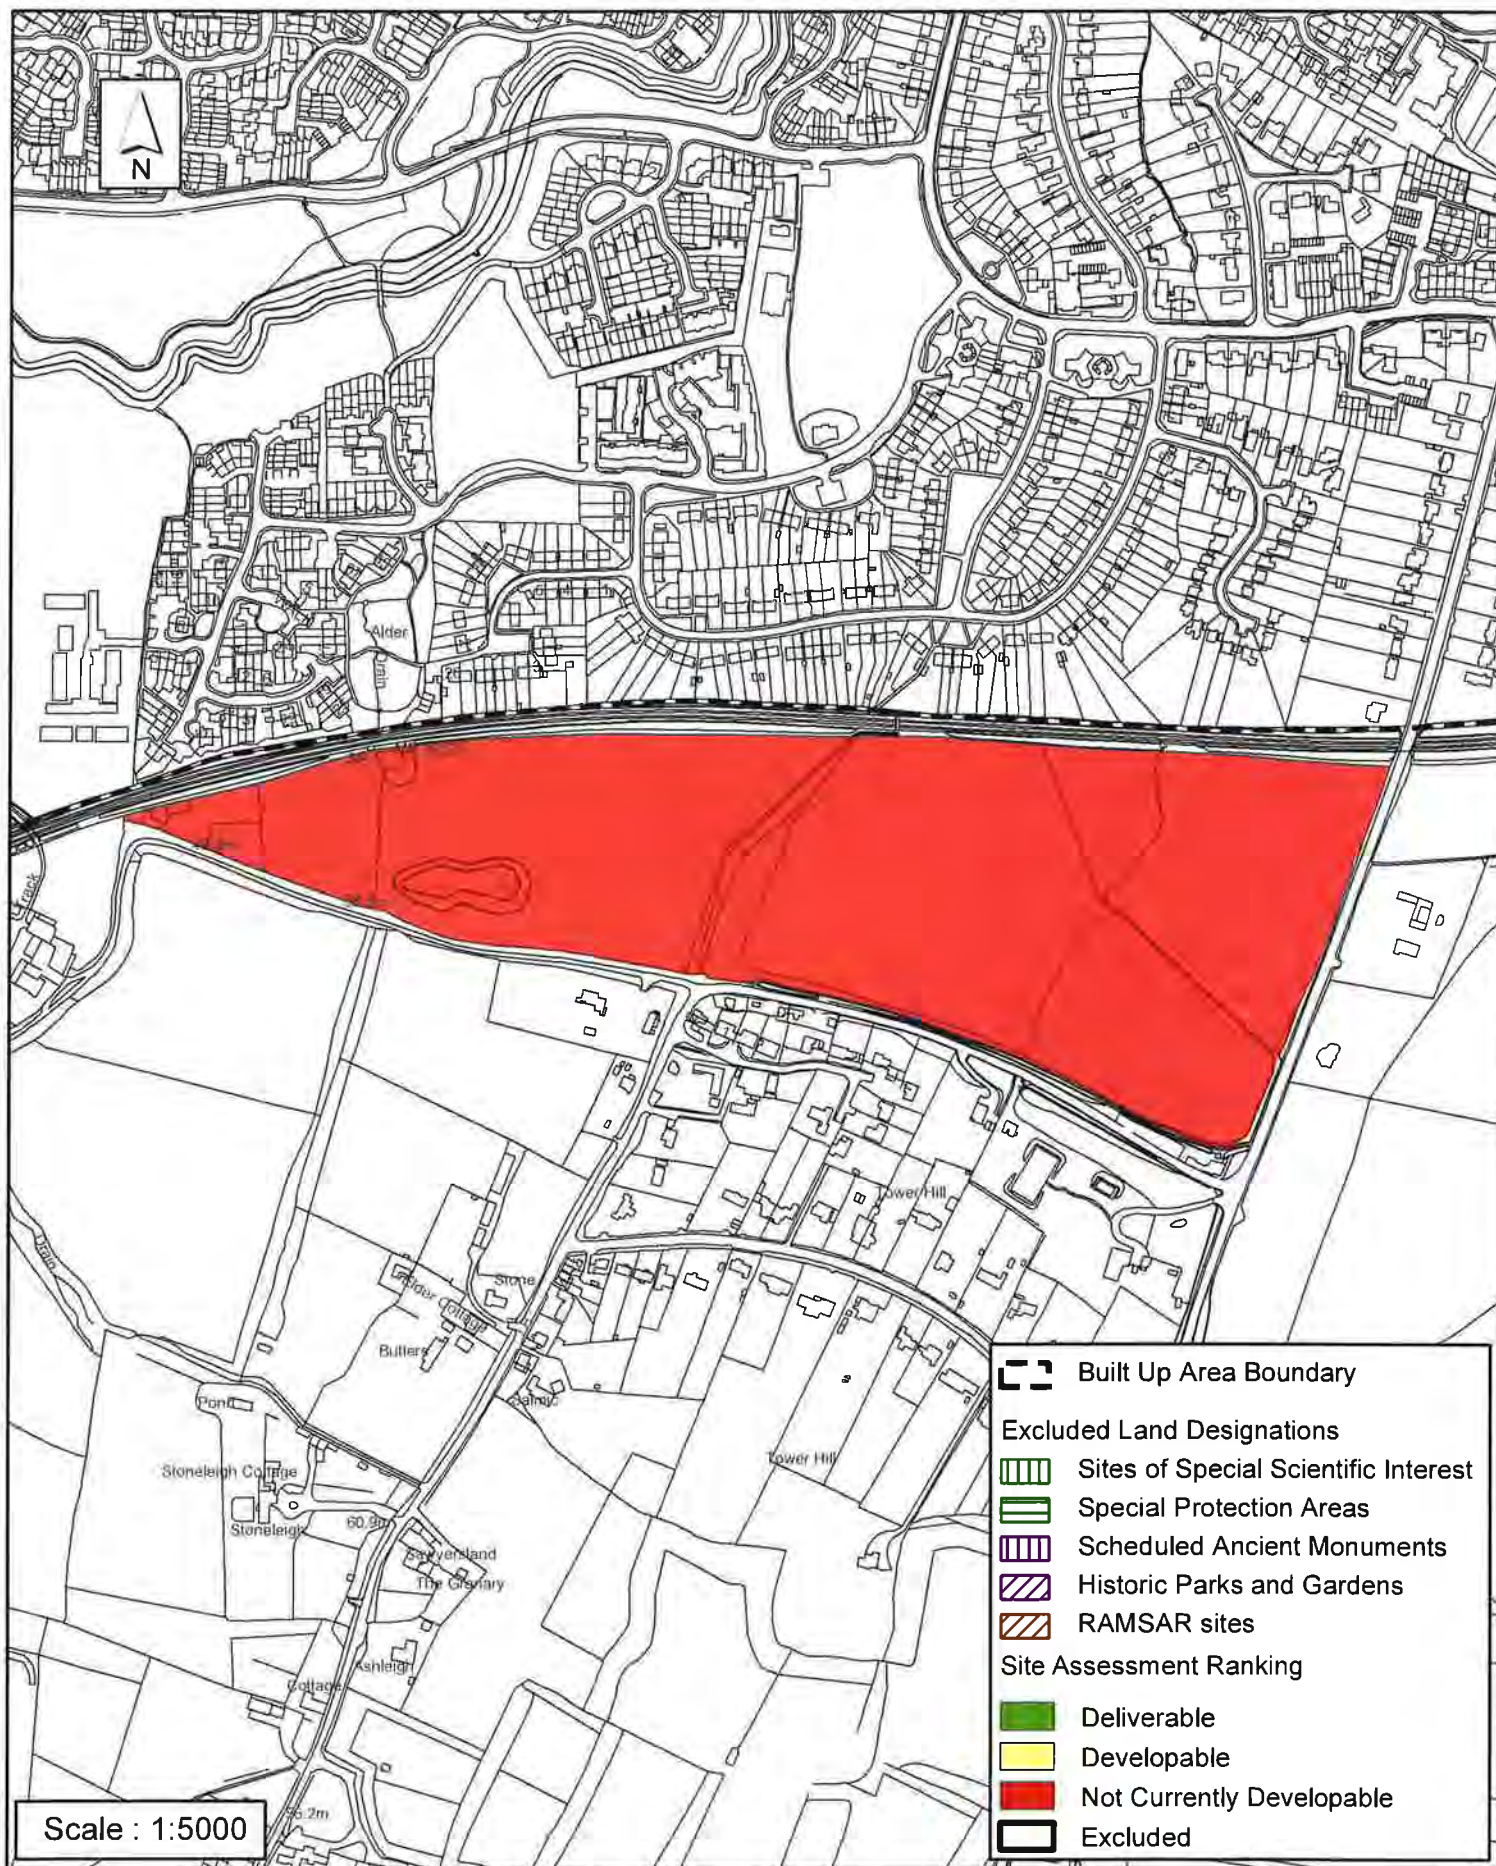 N
Alder
Drain
Track
Tower Hill
Drain
Stone
Butlers
Pond
Tower Hill
Stoneleigh Cottage
Stoneleigh
60.9m
Sawyersland
The Granary
Ashleigh
Cottage
Built Up Area Boundary
Excluded Land Designations
Sites of Special Scientific Interest
Special Protection Areas
Scheduled Ancient Monuments
Historic Parks and Gardens
RAMSAR sites
Site Assessment Ranking
Deliverable
Developable
Not Currently Developable
Excluded
Scale : 1:5000